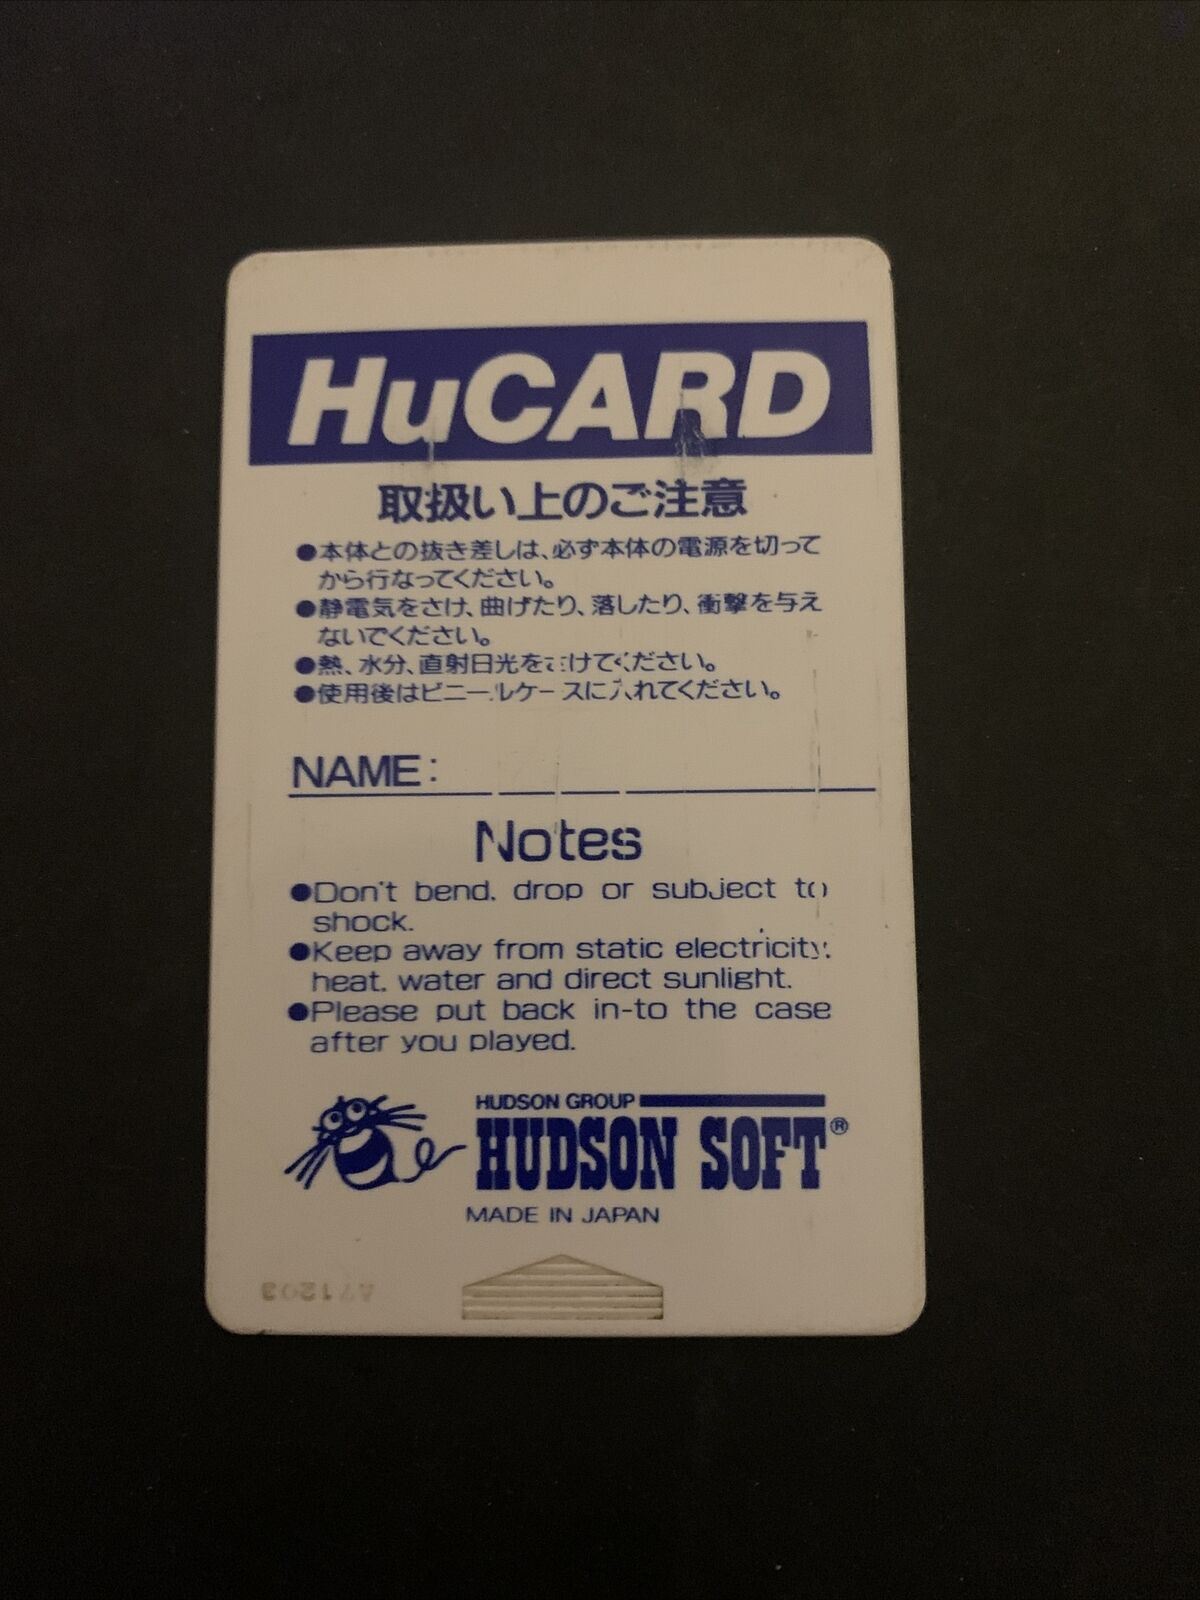 HuCARD
取扱い上のご注意
●本体との抜き差しは、必ず本体の電源を切って
から行なってください。
●静電気をさけ、曲げたり、落したり、衝撃を与え
ないでください。
●熱、水分、直射日光をさけてください。
●使用後はビニールケースに入れてください。
NAME:
Notes
●Don't bend, drop or subject to
shock.
●Keep away from static electricity,
heat, water and direct sunlight.
●Please put back in-to the case
after you played.
HUDSON GROUP
HUDSON SOFT®
MADE IN JAPAN